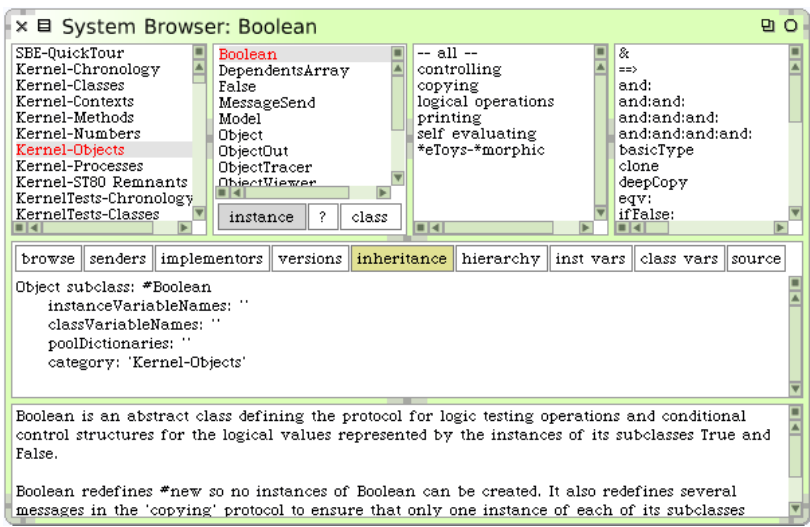 System Browser: Boolean
SBE-QuickTour
Kernel-Chronology
Kernel-Classes
Kernel-Contexts
Kernel-Methods
Kernel-Numbers
Kernel-Objects
Kernel-Processes
Kernel-ST80 Remnants
KernelTests-Chronology
KernelTests-Classes
Boolean
DependentsArray
False
MessageSend
Model
Object
ObjectOut
ObjectTracer
ObjectViewer
instance ? class
-- all --
controlling
copying
logical operations
printing
self evaluating
*eToys-*morphic
&
==>
and:
and:and:
and:and:and:
and:and:and:and:
basicType
clone
deepCopy
eqv:
ifFalse:
browse senders implementors versions inheritance hierarchy inst vars class vars source
Object subclass: #Boolean
instanceVariableNames: ''
classVariableNames: ''
poolDictionaries: ''
category: 'Kernel-Objects'
Boolean is an abstract class defining the protocol for logic testing operations and conditional
control structures for the logical values represented by the instances of its subclasses True and
False.
Boolean redefines #new so no instances of Boolean can be created. It also redefines several
messages in the 'copying' protocol to ensure that only one instance of each of its subclasses